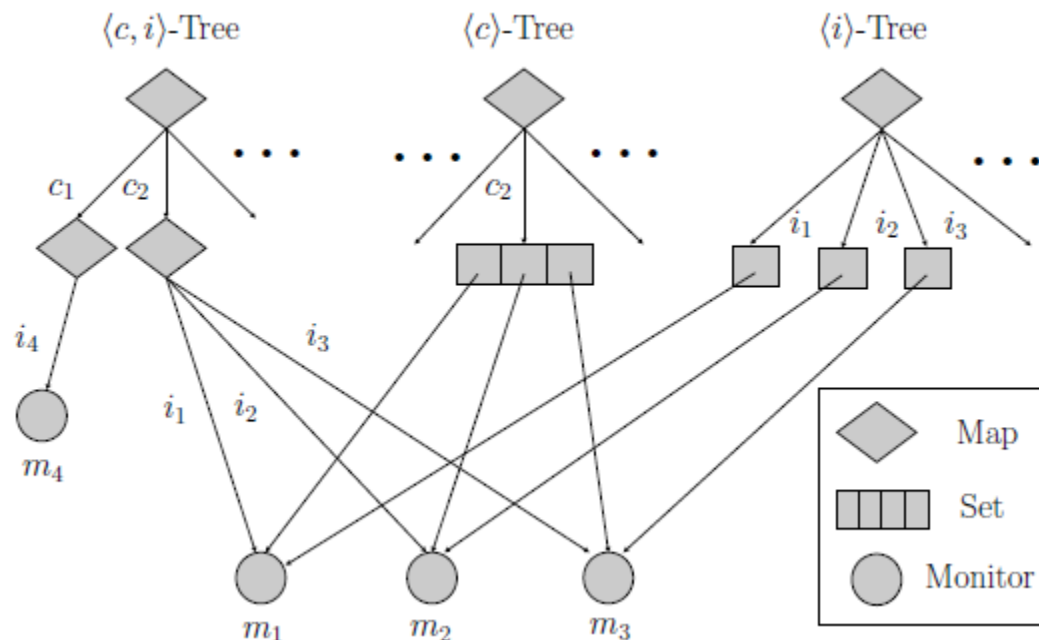 ⟨c, i⟩-Tree
⟨c⟩-Tree
⟨i⟩-Tree
c₁
c₂
c₂
i₁
i₂
i₃
i₄
i₃
i₁
i₂
m₄
m₁
m₂
m₃
Map
Set
Monitor